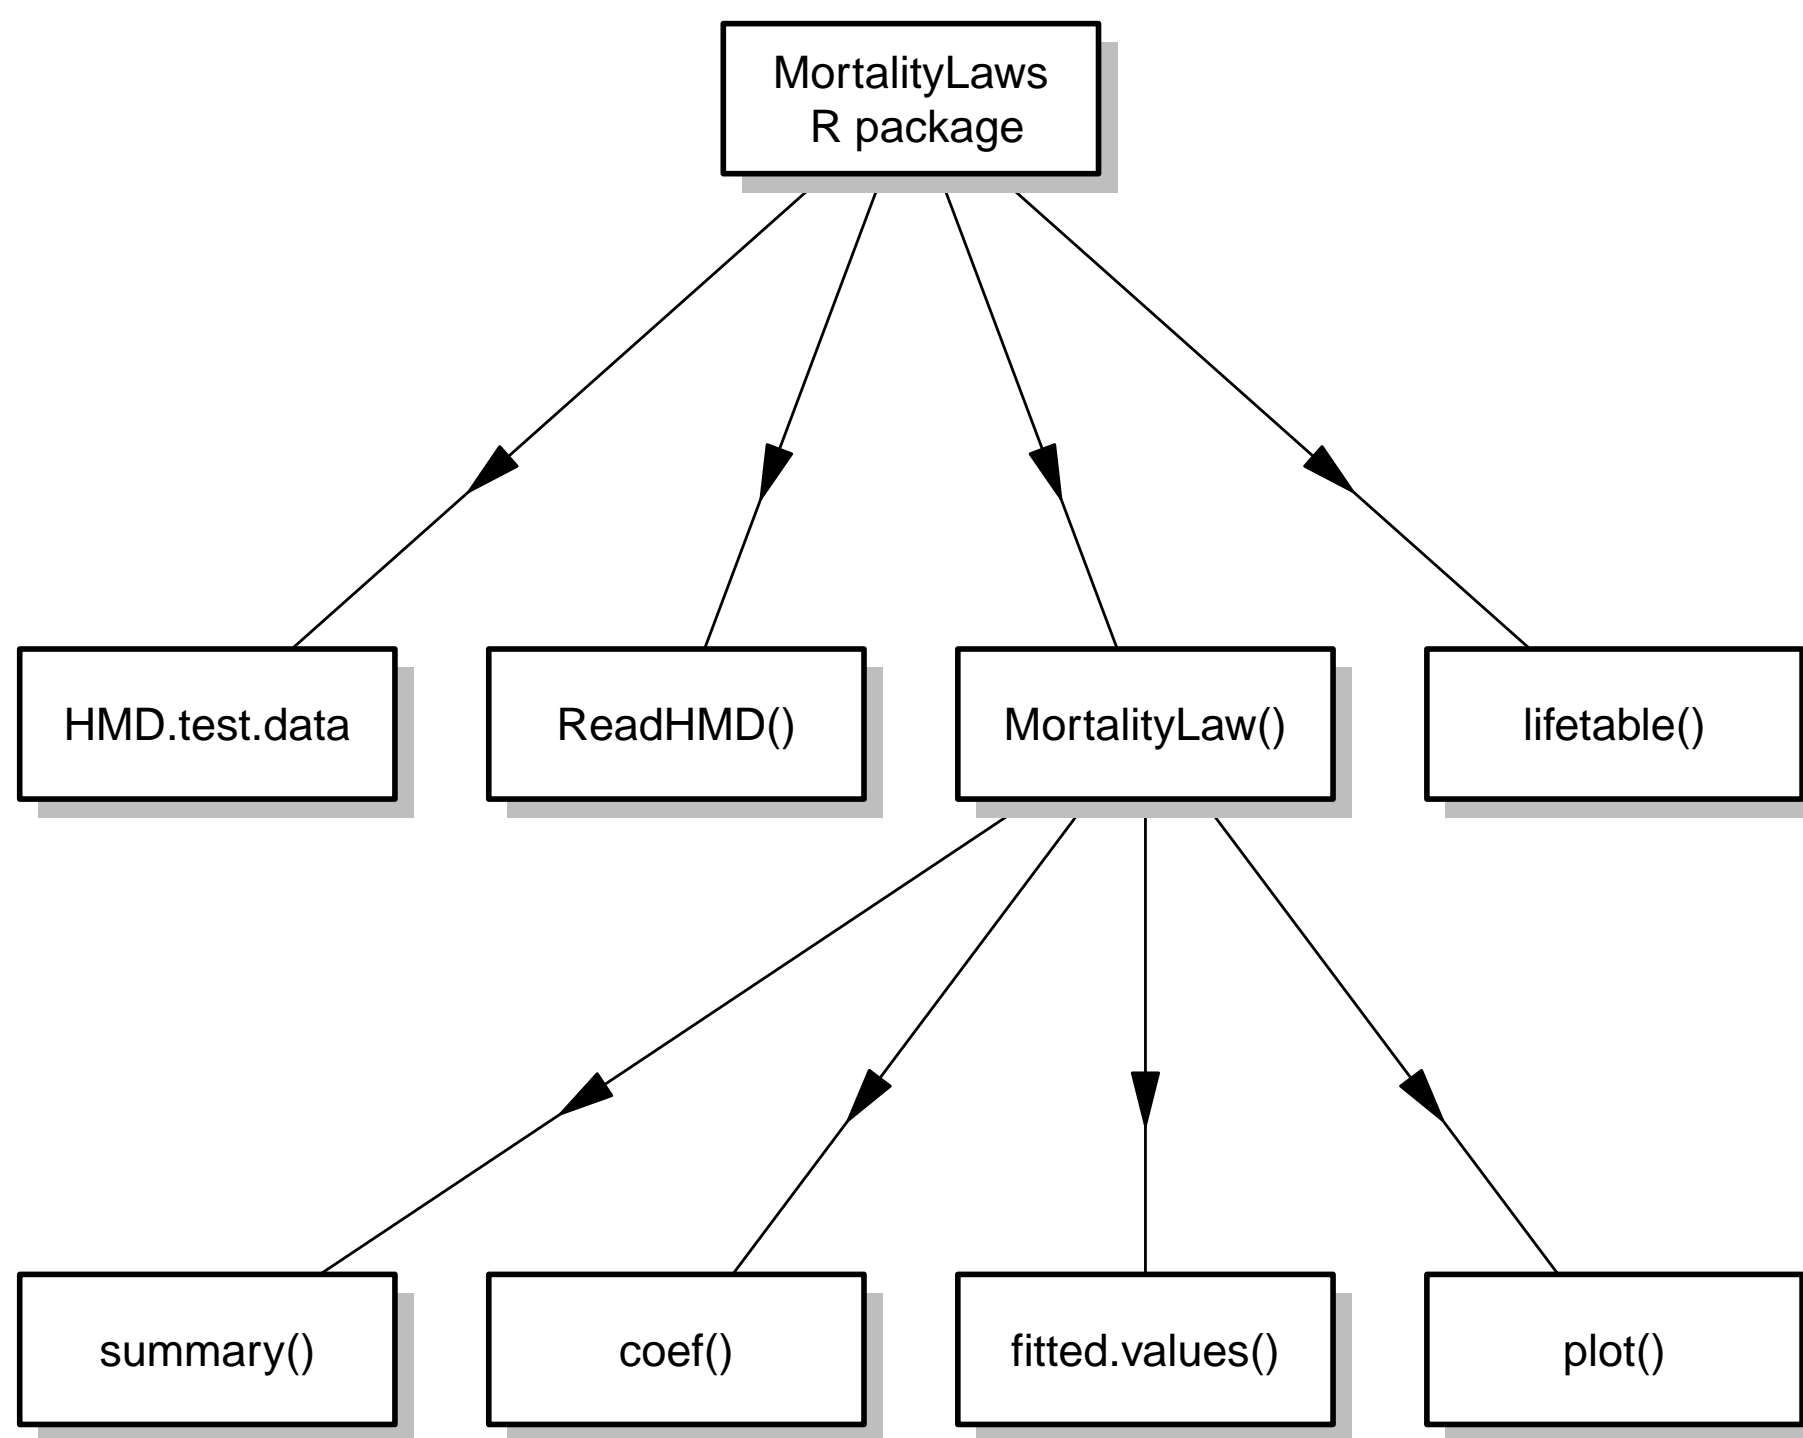 MortalityLaws
R package
HMD.test.data
ReadHMD()
MortalityLaw()
lifetable()
summary()
coef()
fitted.values()
plot()